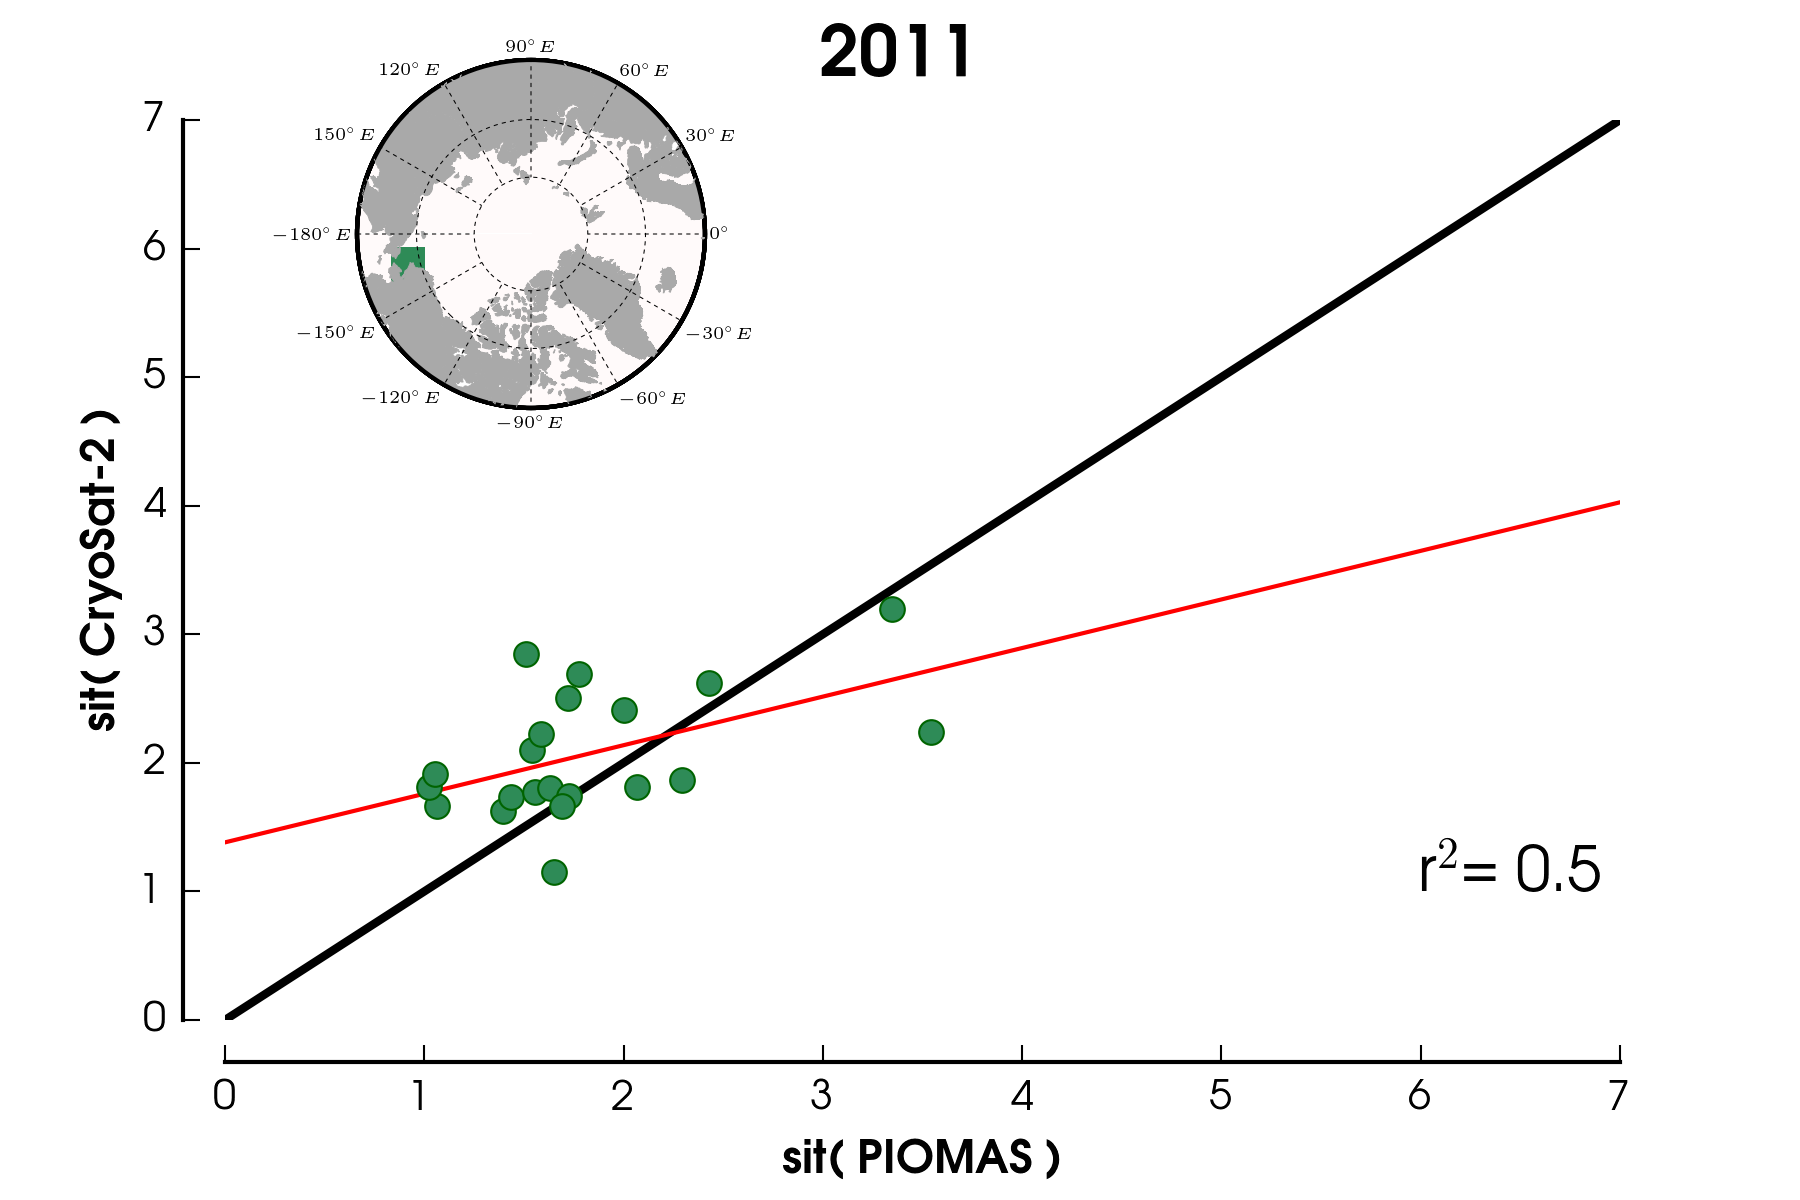 2011
90° E
120° E
60° E
150° E
30° E
−180° E
0°
−150° E
−30° E
−120° E
−60° E
−90° E
7
6
5
4
3
2
1
0
sit( CryoSat-2 )
r²= 0.5
0 1 2 3 4 5 6 7
sit( PIOMAS )